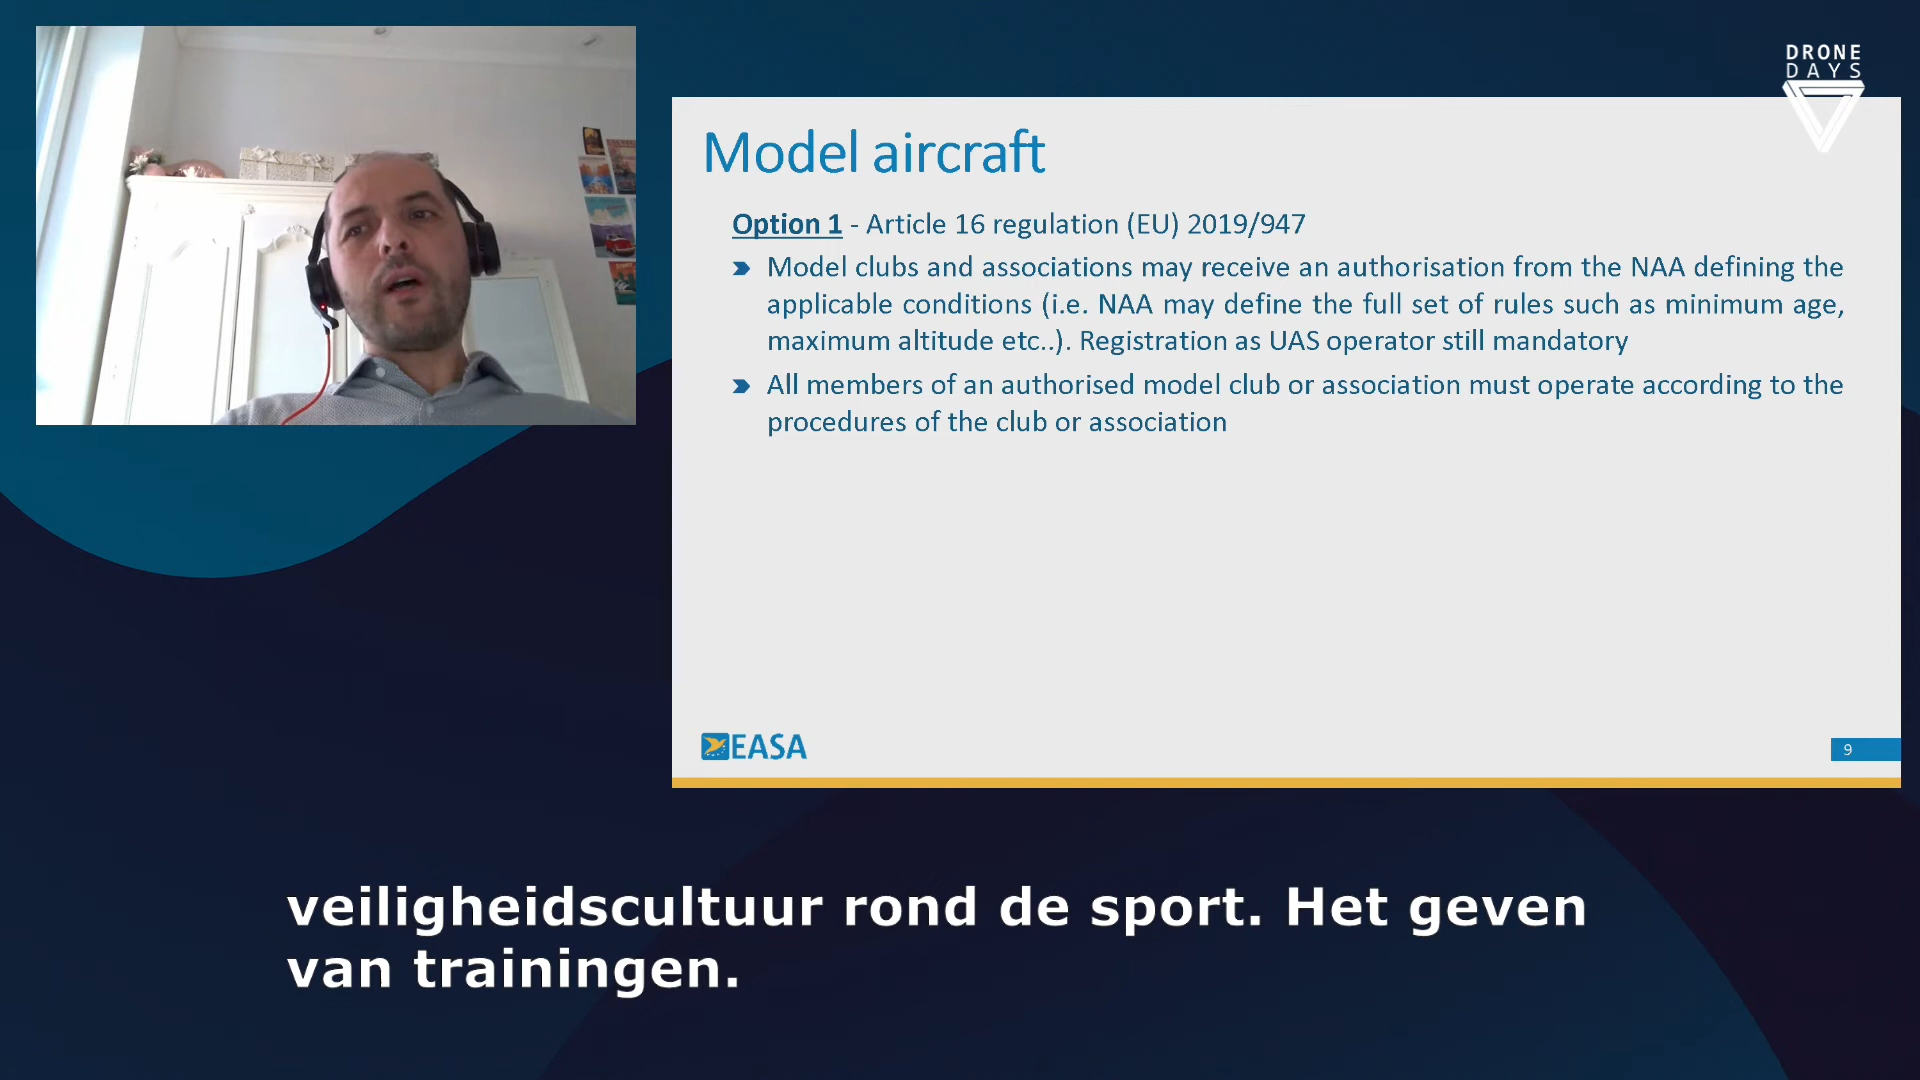 DRONE
DAYS
Model aircraft
Option 1 - Article 16 regulation (EU) 2019/947
Model clubs and associations may receive an authorisation from the NAA defining the
applicable conditions (i.e. NAA may define the full set of rules such as minimum age,
maximum altitude etc..). Registration as UAS operator still mandatory
All members of an authorised model club or association must operate according to the
procedures of the club or association
EASA
9
veiligheidscultuur rond de sport. Het geven
van trainingen.